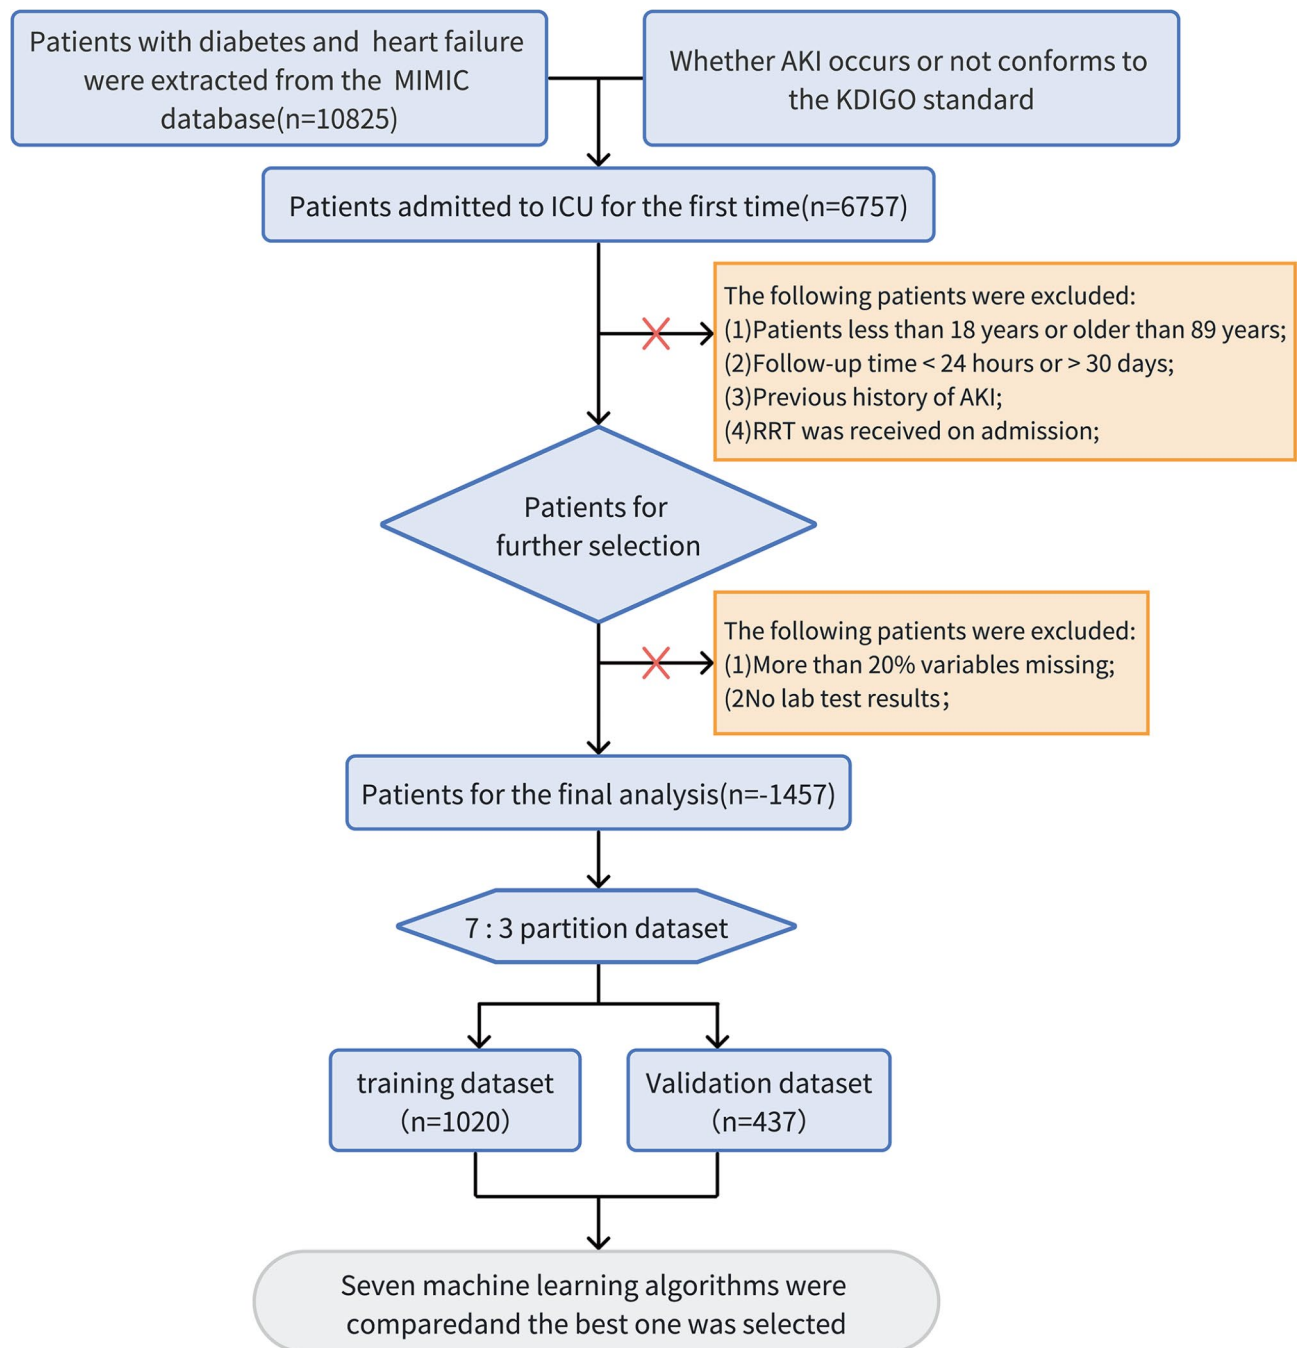 Patients with diabetes and heart failure
were extracted from the MIMIC
database(n=10825)
Whether AKI occurs or not conforms to
the KDIGO standard
Patients admitted to ICU for the first time(n=6757)
The following patients were excluded:
(1)Patients less than 18 years or older than 89 years;
(2)Follow-up time < 24 hours or > 30 days;
(3)Previous history of AKI;
(4)RRT was received on admission;
Patients for
further selection
The following patients were excluded:
(1)More than 20% variables missing;
(2No lab test results；
Patients for the final analysis(n=-1457)
7 : 3 partition dataset
training dataset
（n=1020）
Validation dataset
（n=437）
Seven machine learning algorithms were
comparedand the best one was selected